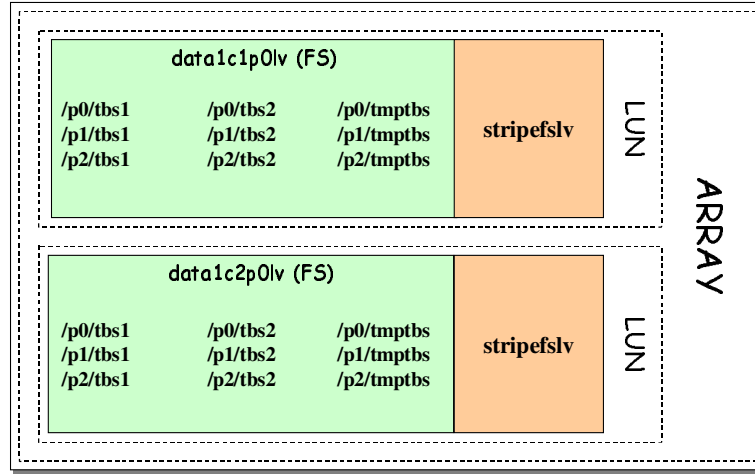 data1c1p0lv (FS)
/p0/tbs1 /p0/tbs2 /p0/tmptbs
/p1/tbs1 /p1/tbs2 /p1/tmptbs
/p2/tbs1 /p2/tbs2 /p2/tmptbs
stripefslv
LUN
data1c2p0lv (FS)
/p0/tbs1 /p0/tbs2 /p0/tmptbs
/p1/tbs1 /p1/tbs2 /p1/tmptbs
/p2/tbs1 /p2/tbs2 /p2/tmptbs
stripefslv
LUN
ARRAY